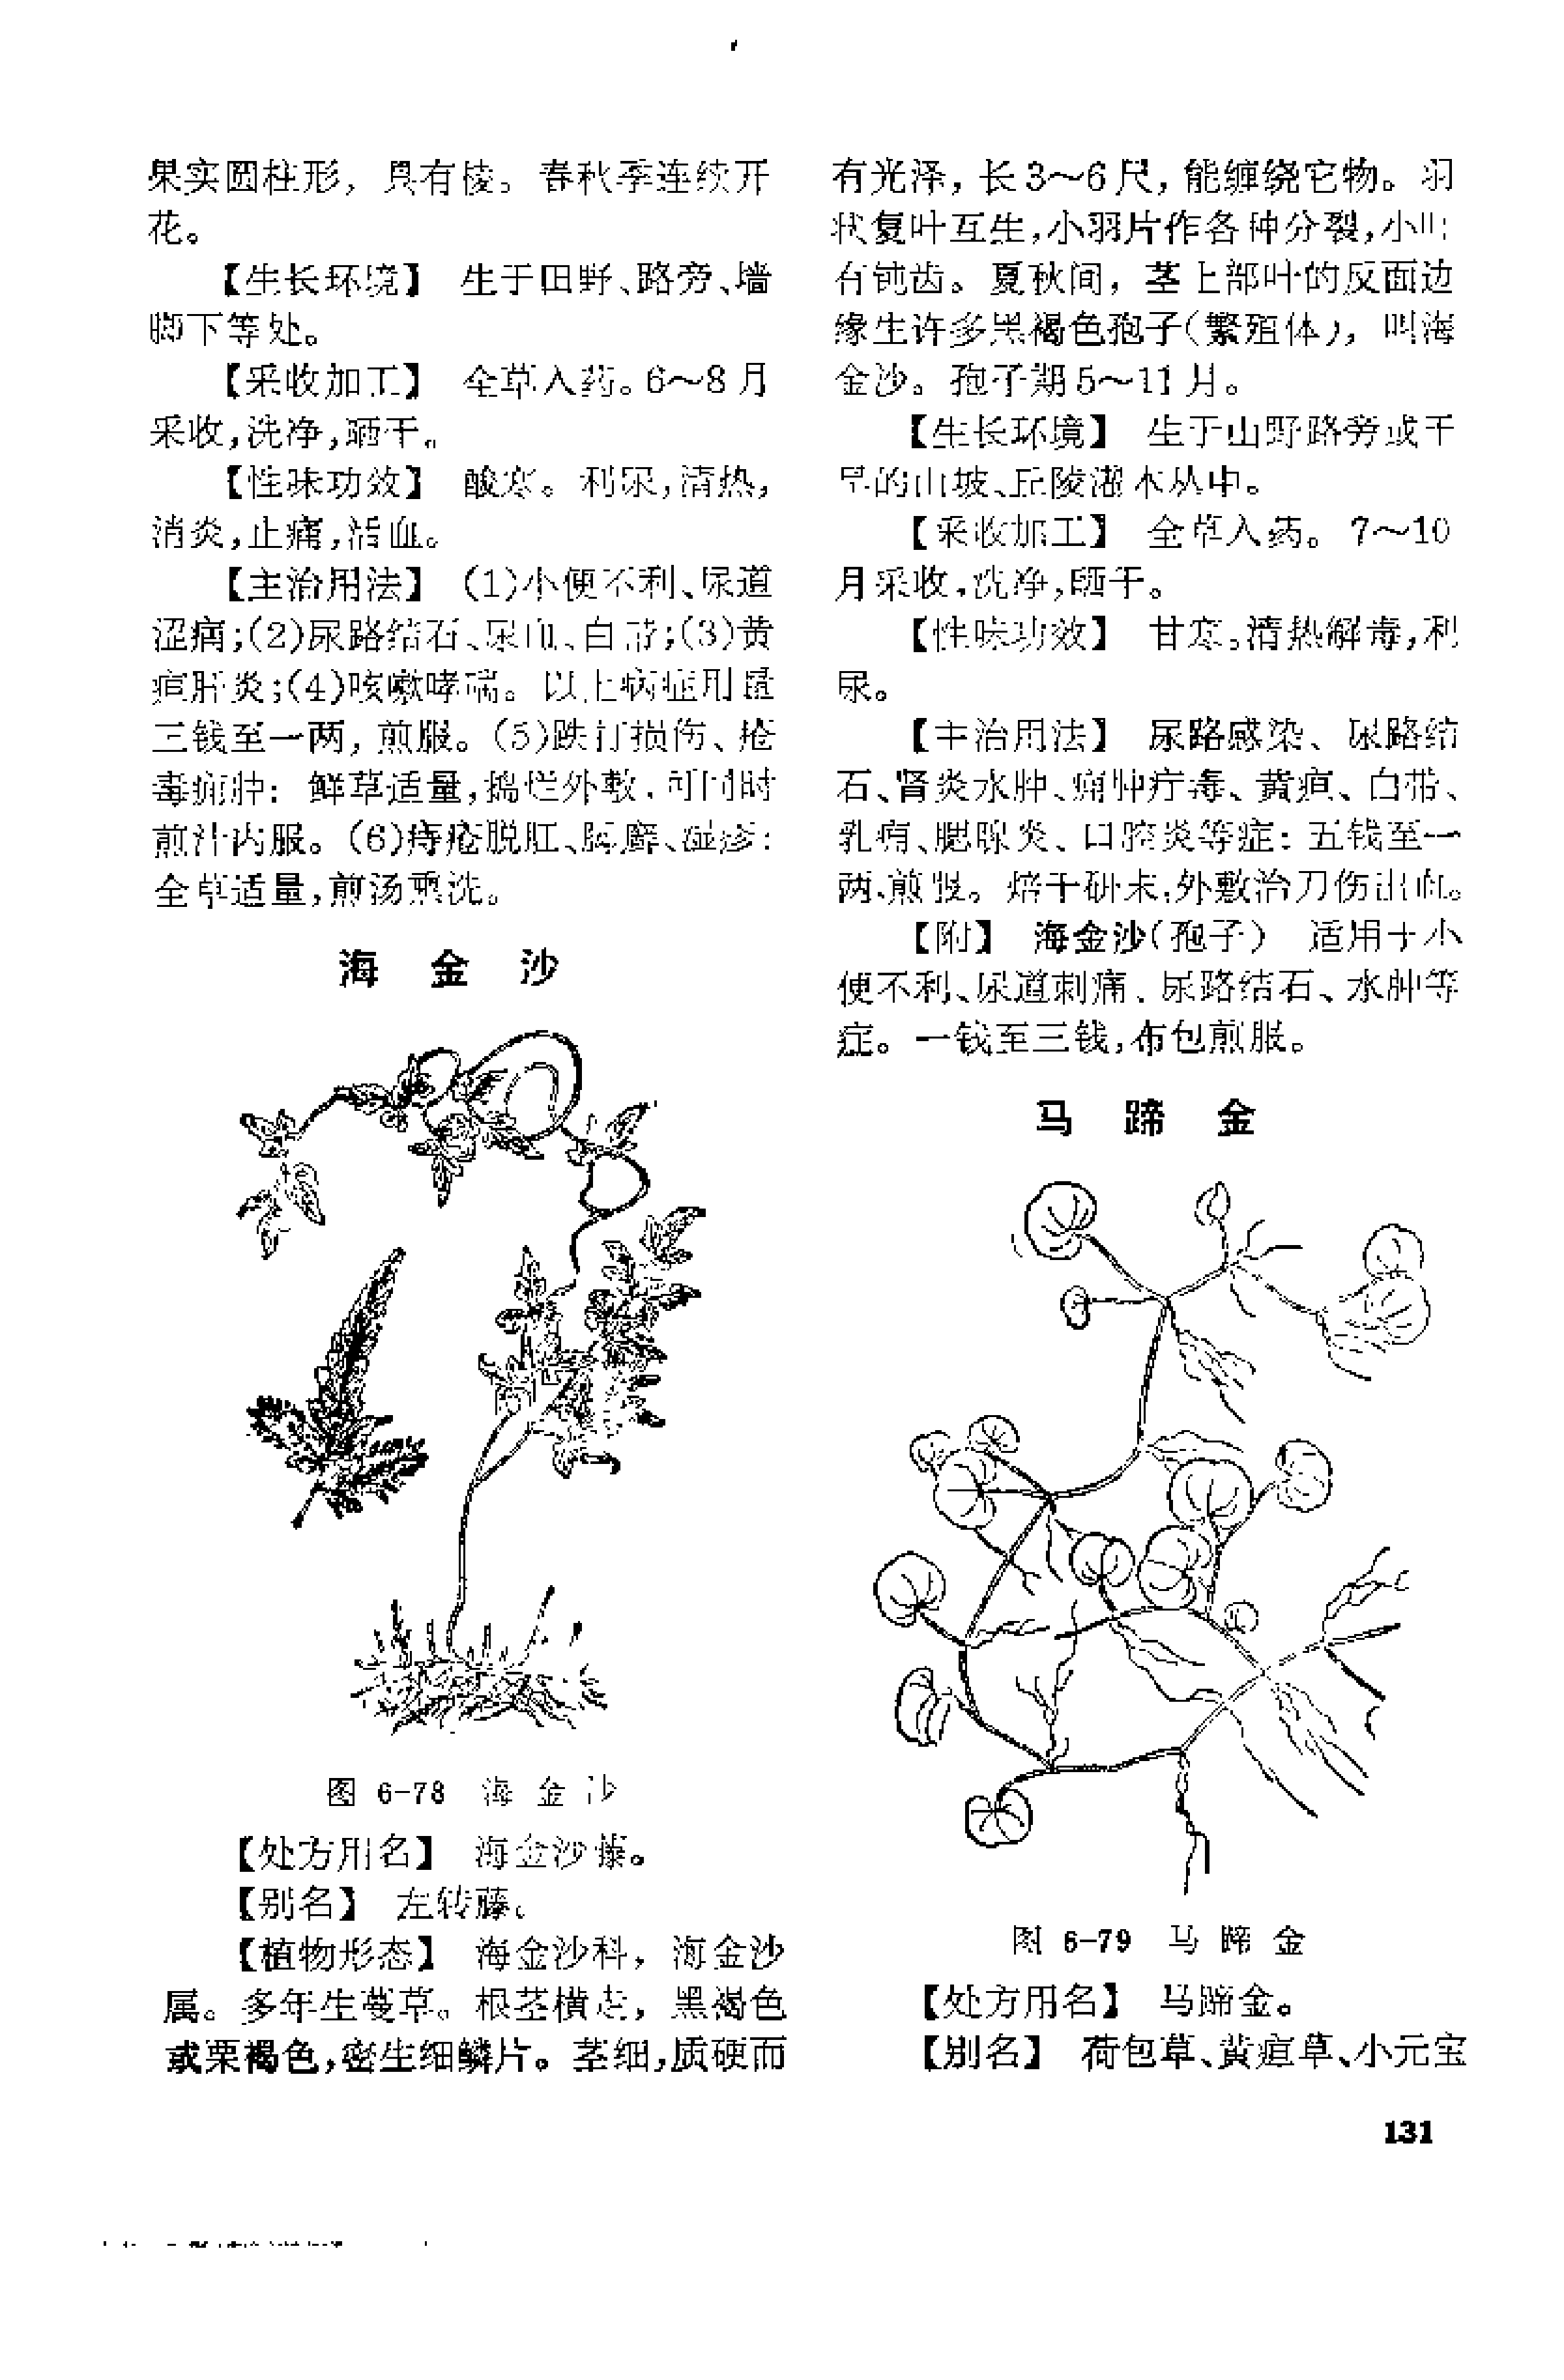 果实圆柱形，具有棱。春秋季连续开
花。
【生长环境】 生于田野、路旁、墙
脚下等处。
【采收加工】 全草入药。6～8月
采收,洗净,晒干。
【性味功效】 酸寒。利尿,清热,
消炎,止痛,活血。
【主治用法】 (1)小便不利、尿道
涩痛;(2)尿路结石、尿血、白带;(3)黄
疸肝炎;(4)咳嗽哮喘。以上病症用量
三钱至一两，煎服。(5)跌打损伤、疮
毒痈肿：鲜草适量,捣烂外敷,可同时
煎汁内服。(6)痔疮脱肛、阴癣、湿疹：
全草适量,煎汤熏洗。
海金沙
图 6-78 海金沙
【处方用名】 海金沙藤。
【别名】 左转藤。
【植物形态】 海金沙科，海金沙
属。多年生蔓草。根茎横走，黑褐色
或栗褐色,密生细鳞片。茎细,质硬而
有光泽，长3～6尺，能缠绕它物。羽
状复叶互生,小羽片作各种分裂,小叶
有钝齿。夏秋间，茎上部叶的反面边
缘生许多黑褐色孢子(繁殖体)，叫海
金沙。孢子期5～11月。
【生长环境】 生于山野路旁或干
旱的山坡、丘陵灌木丛中。
【采收加工】 全草入药。7～10
月采收,洗净,晒干。
【性味功效】 甘寒。清热解毒,利
尿。
【主治用法】 尿路感染、尿路结
石、肾炎水肿、痈肿疔毒、黄疸、白带、
乳痈、腮腺炎、口腔炎等症：五钱至一
两,煎服。焙干研末,外敷治刀伤出血。
【附】 海金沙(孢子) 适用于小
便不利、尿道刺痛、尿路结石、水肿等
症。一钱至三钱,布包煎服。
马蹄金
图 6-79 马蹄金
【处方用名】 马蹄金。
【别名】 荷包草、黄疸草、小元宝
131